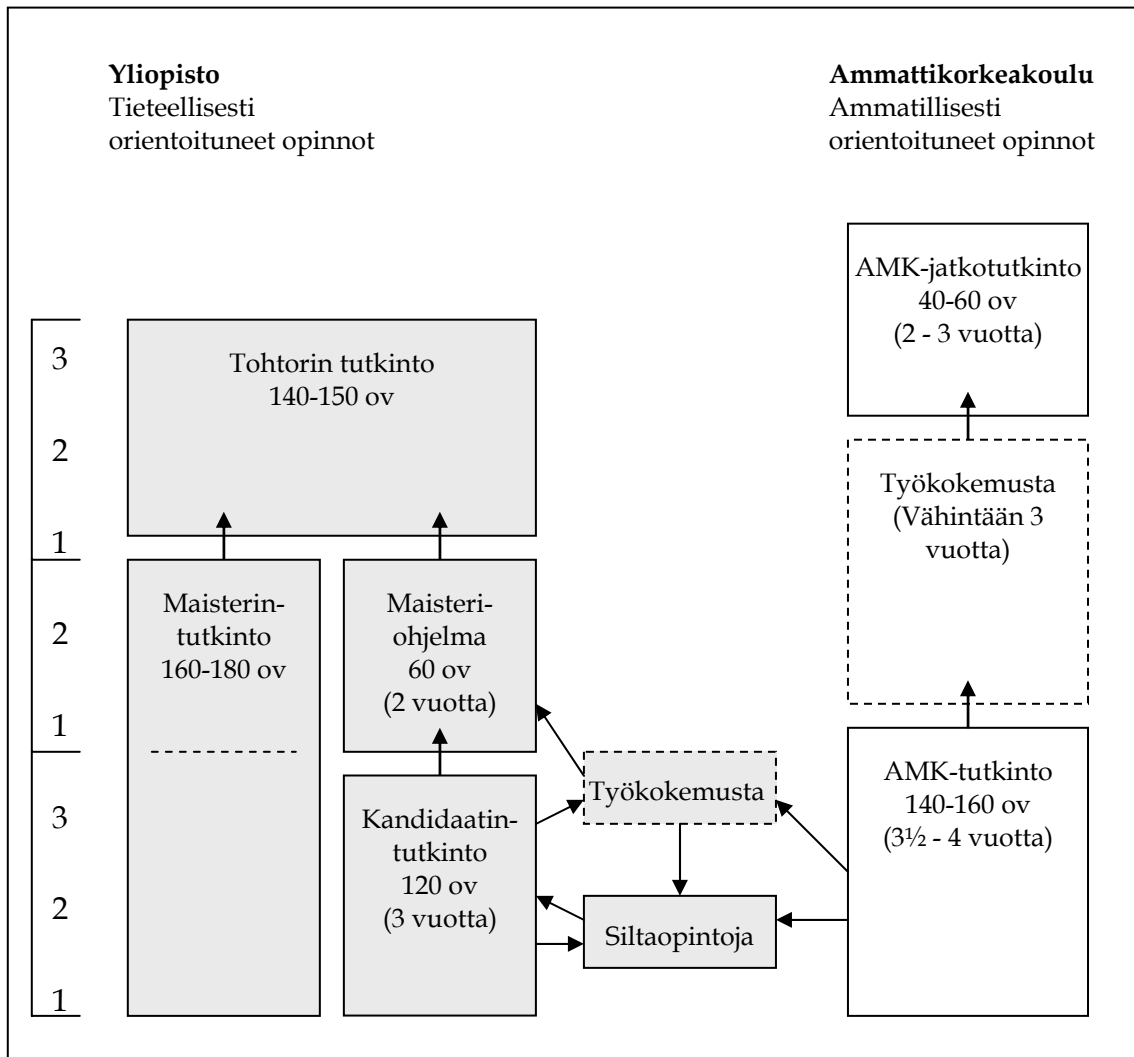 Yliopisto
Tieteellisesti
orientoituneet opinnot
Ammattikorkeakoulu
Ammatillisesti
orientoituneet opinnot
AMK-jatkotutkinto
40-60 ov
(2 - 3 vuotta)
3
2
1
Tohtorin tutkinto
140-150 ov
Työkokemusta
(Vähintään 3
vuotta)
2
1
Maisterin-
tutkinto
160-180 ov
Maisteri-
ohjelma
60 ov
(2 vuotta)
3
2
1
Kandidaatin-
tutkinto
120 ov
(3 vuotta)
Työkokemusta
Siltaopintoja
AMK-tutkinto
140-160 ov
(3½ - 4 vuotta)